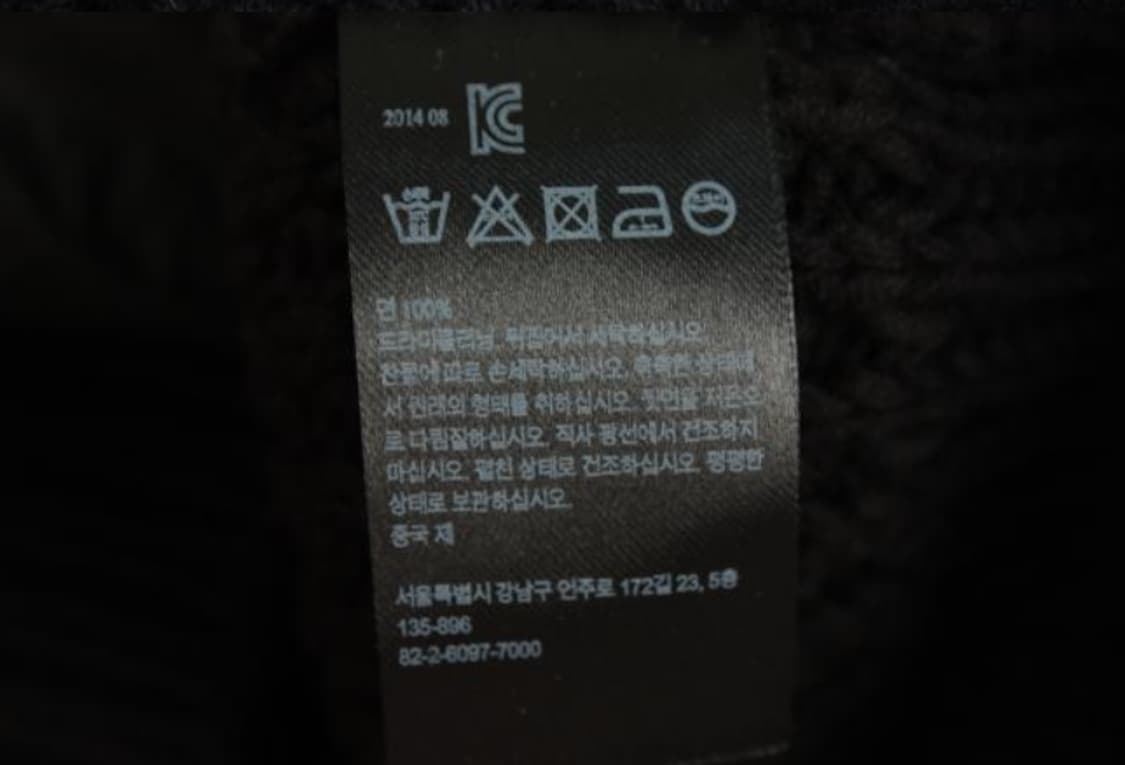 2014 08
면 100%
드라이클리닝. 뒤집어서 세탁하십시오.
찬물에 따로 손세탁하십시오. 축축한 상태에
서 원래의 형태를 취하십시오. 뒷면을 저온으
로 다림질하십시오. 직사 광선에서 건조하지
마십시오. 펼친 상태로 건조하십시오. 평평한
상태로 보관하십시오.
중국 제
서울특별시 강남구 언주로 172길 23, 5층
135-896
82-2-6097-7000